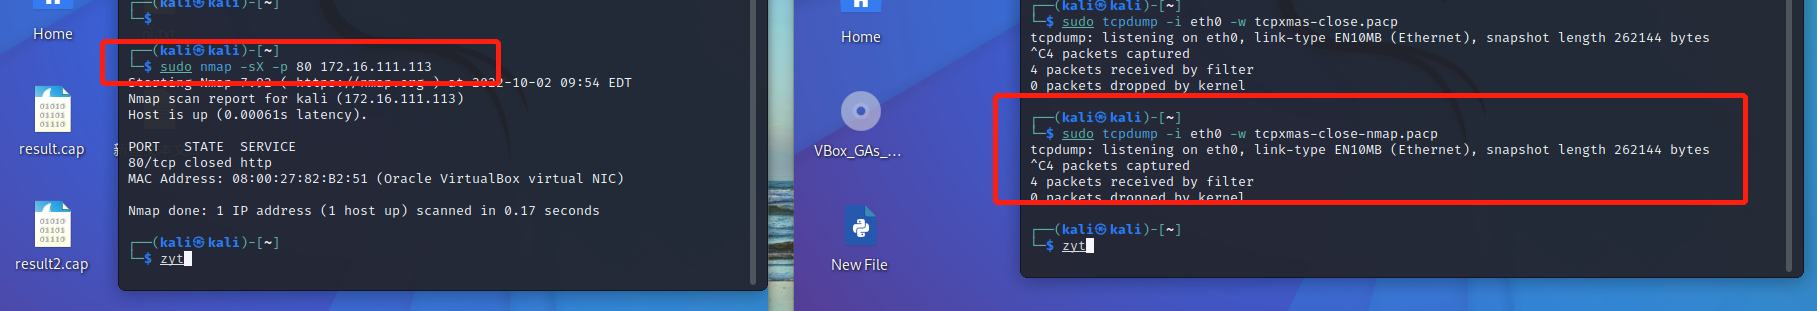 Home
result.cap
result2.cap
┌──(kali㉿kali)-[~]
└─$
┌──(kali㉿kali)-[~]
└─$ sudo nmap -sX -p 80 172.16.111.113
Starting Nmap 7.92 ( https://nmap.org ) at 2022-10-02 09:54 EDT
Nmap scan report for kali (172.16.111.113)
Host is up (0.00061s latency).
PORT STATE SERVICE
80/tcp closed http
MAC Address: 08:00:27:82:B2:51 (Oracle VirtualBox virtual NIC)
Nmap done: 1 IP address (1 host up) scanned in 0.17 seconds
┌──(kali㉿kali)-[~]
└─$ zyt
Home
VBox_GAs_...
New File
┌──(kali㉿kali)-[~]
└─$ sudo tcpdump -i eth0 -w tcpxmas-close.pacp
tcpdump: listening on eth0, link-type EN10MB (Ethernet), snapshot length 262144 bytes
^C4 packets captured
4 packets received by filter
0 packets dropped by kernel
┌──(kali㉿kali)-[~]
└─$ sudo tcpdump -i eth0 -w tcpxmas-close-nmap.pacp
tcpdump: listening on eth0, link-type EN10MB (Ethernet), snapshot length 262144 bytes
^C4 packets captured
4 packets received by filter
0 packets dropped by kernel
┌──(kali㉿kali)-[~]
└─$ zyt